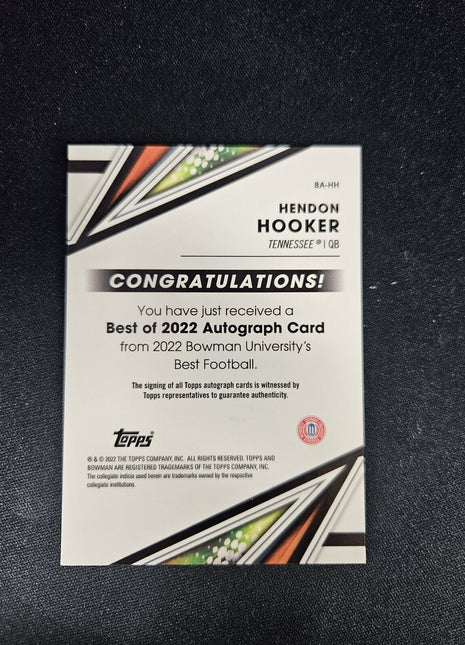 BA-HH
HENDON
HOOKER
TENNESSEE ® | QB
CONGRATULATIONS!
You have just received a
Best of 2022 Autograph Card
from 2022 Bowman University's
Best Football.
The signing of all Topps autograph cards is witnessed by
Topps representatives to guarantee authenticity.
topps®
® & © 2022 THE TOPPS COMPANY, INC. ALL RIGHTS RESERVED. TOPPS AND
BOWMAN ARE REGISTERED TRADEMARKS OF THE TOPPS COMPANY, INC.
The collegiate indicia used herein are trademarks owned by the respective
collegiate institutions.